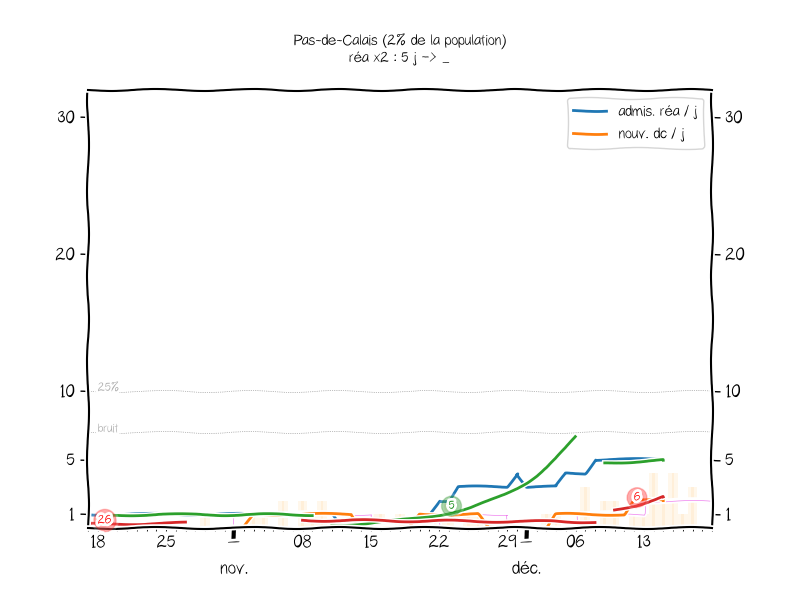 Pas-de-Calais (2% de la population)
réa x2 : 5 j -> _
admis. réa / j
nouv. dc / j
30 30
20 20
10 25% 10
bruit
5 5
1 26 5 6 1
18 25 08 15 22 29 06 13
nov. déc.